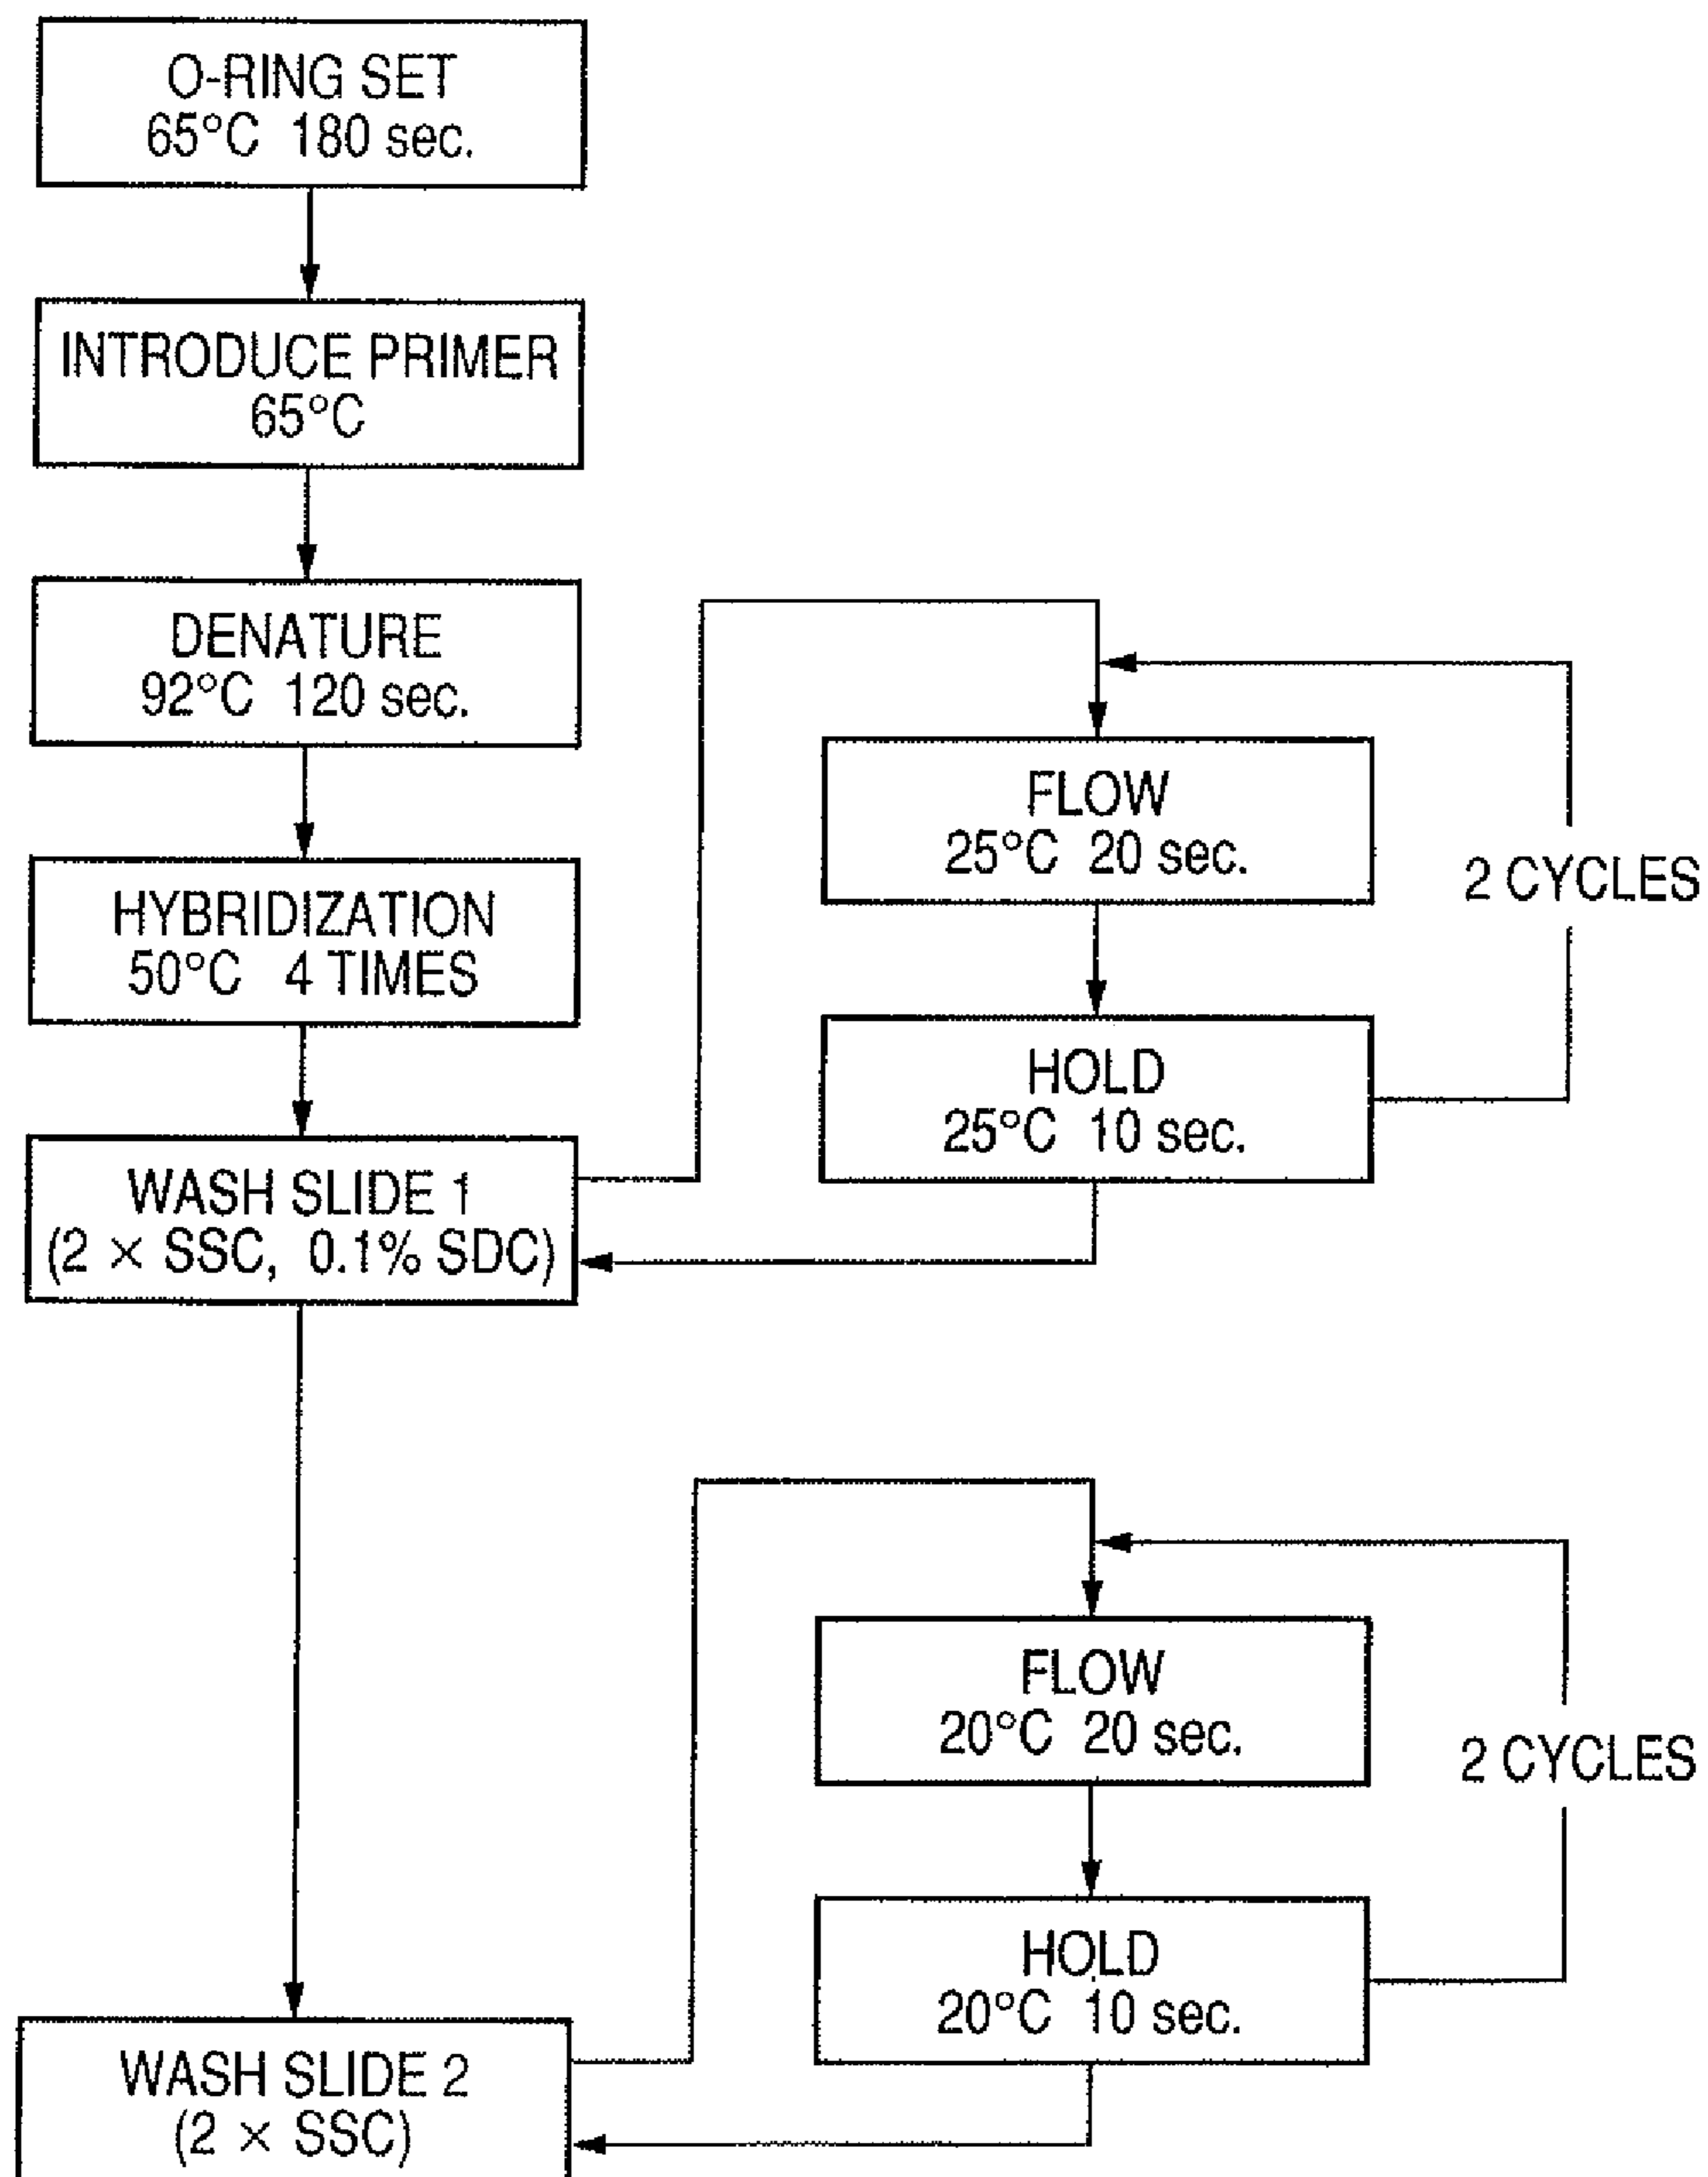 O-RING SET
65°C 180 sec.
INTRODUCE PRIMER
65°C
DENATURE
92°C 120 sec.
HYBRIDIZATION
50°C 4 TIMES
WASH SLIDE 1
(2 × SSC, 0.1% SDC)
FLOW
25°C 20 sec.
HOLD
25°C 10 sec.
2 CYCLES
WASH SLIDE 2
(2 × SSC)
FLOW
20°C 20 sec.
HOLD
20°C 10 sec.
2 CYCLES